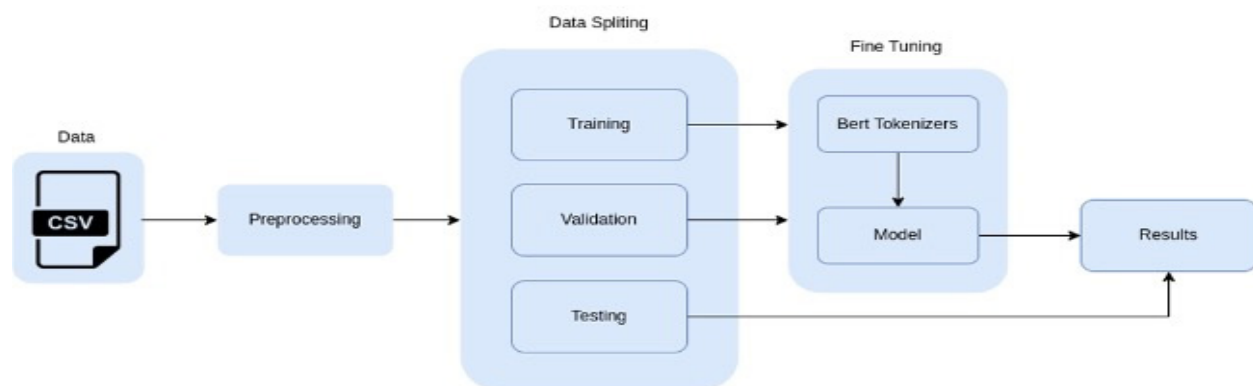 Data Spliting
Fine Tuning
Data
CSV
Preprocessing
Training
Validation
Testing
Bert Tokenizers
Model
Results